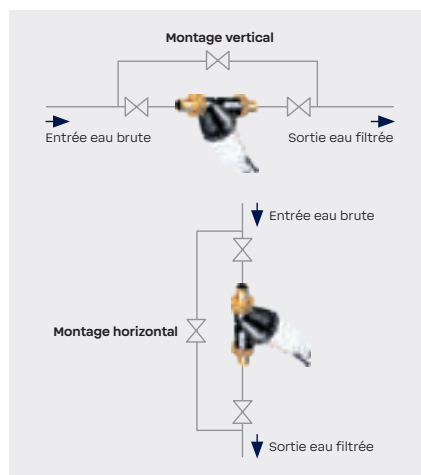 Montage vertical
Entrée eau brute
Sortie eau filtrée
Entrée eau brute
Montage horizontal
Sortie eau filtrée